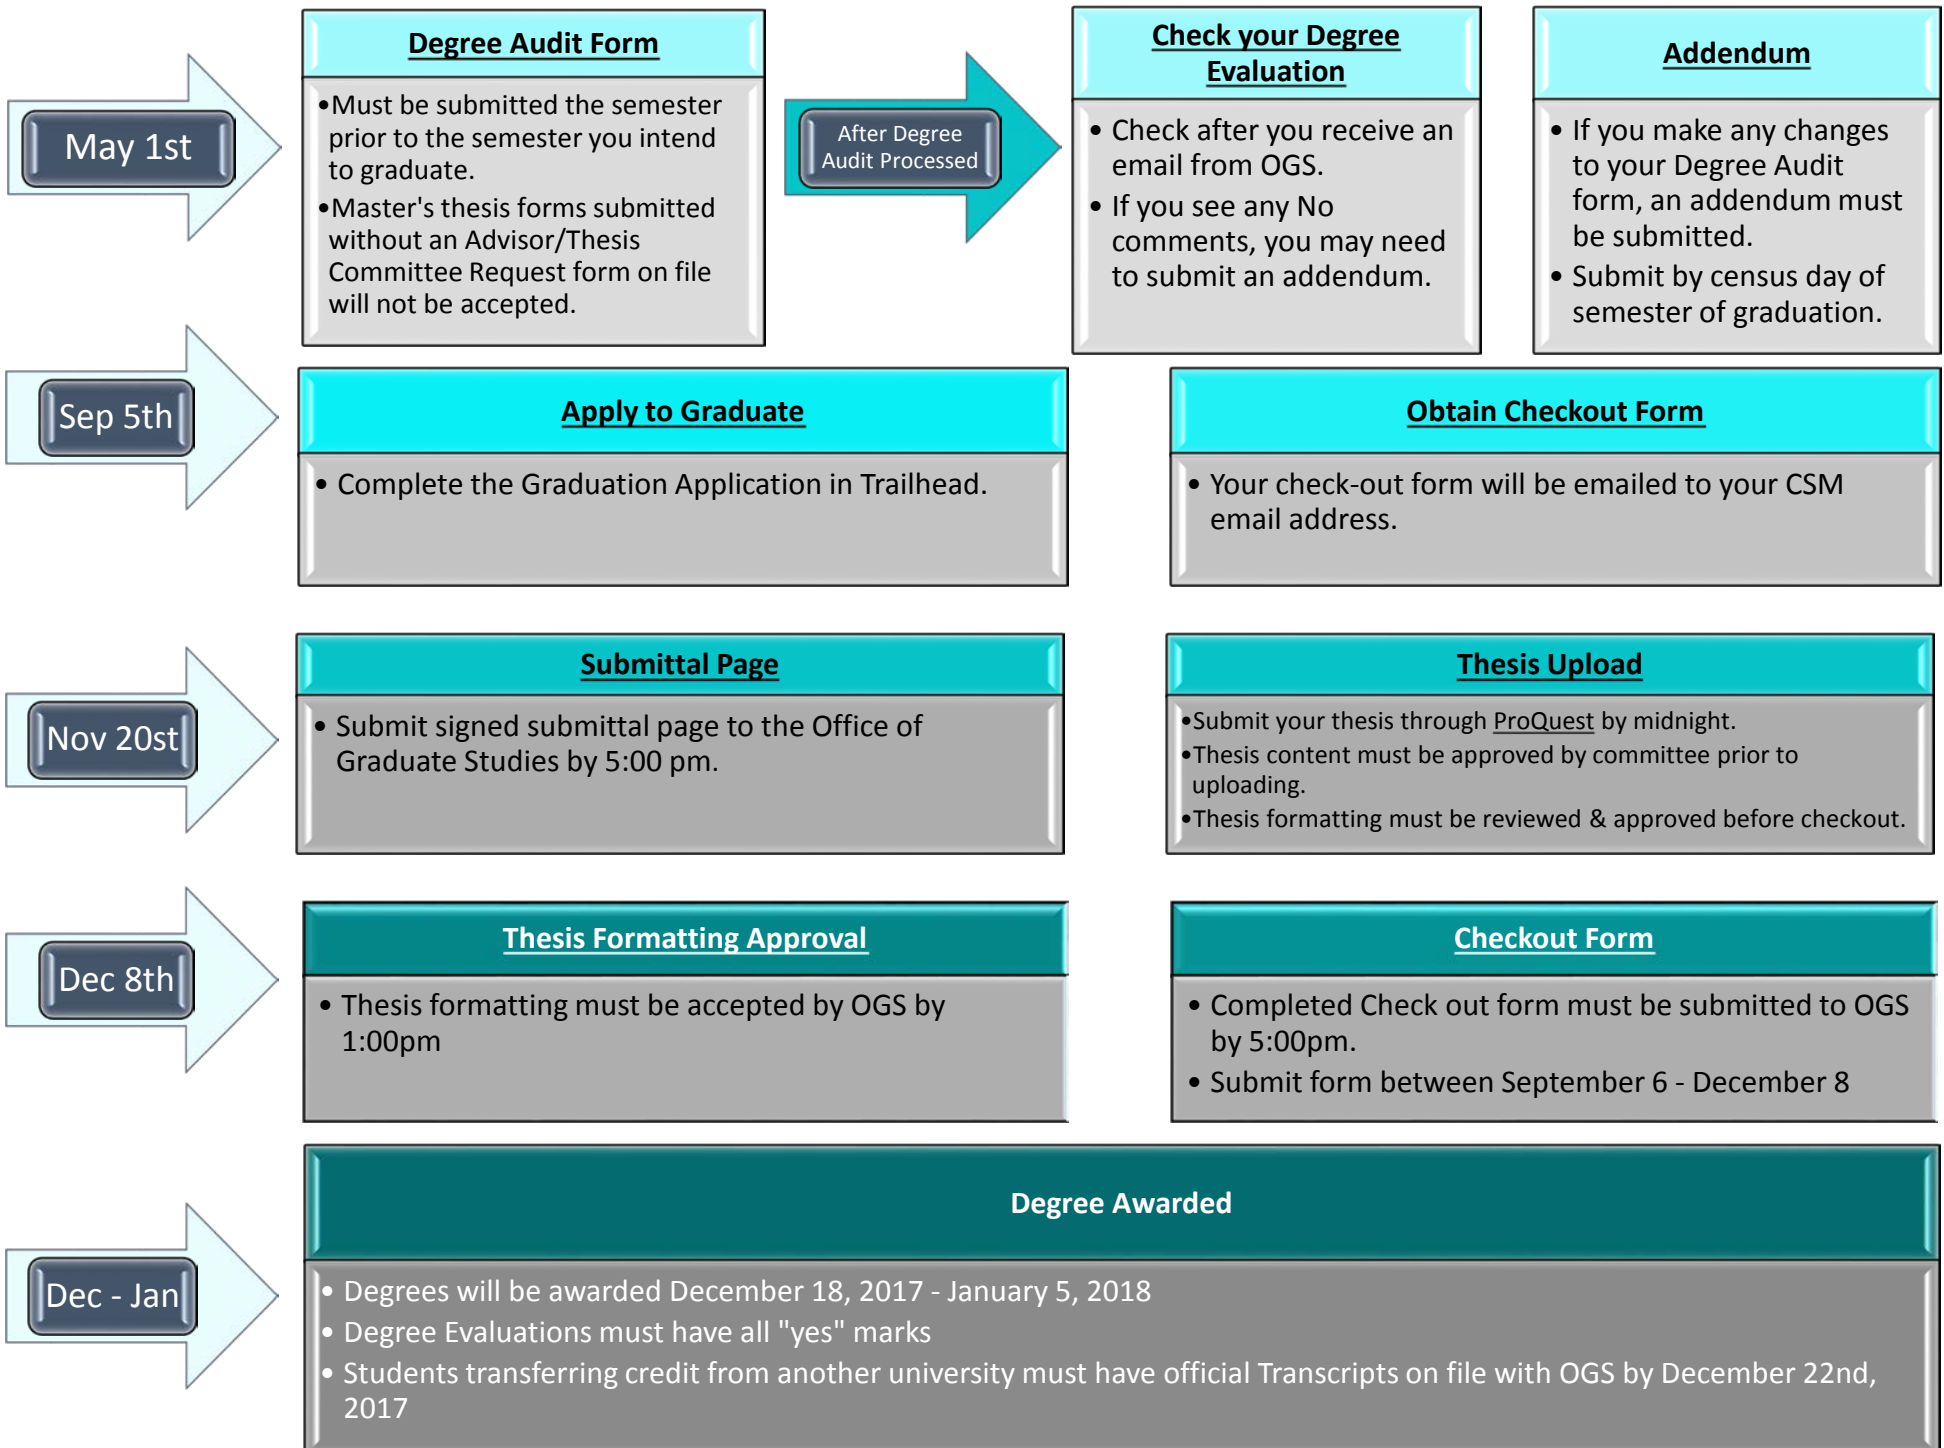 May 1st
Degree Audit Form
•Must be submitted the semester
prior to the semester you intend
to graduate.
•Master's thesis forms submitted
without an Advisor/Thesis
Committee Request form on file
will not be accepted.
After Degree
Audit Processed
Check your Degree
Evaluation
• Check after you receive an
email from OGS.
• If you see any No
comments, you may need
to submit an addendum.
Addendum
• If you make any changes
to your Degree Audit
form, an addendum must
be submitted.
• Submit by census day of
semester of graduation.
Sep 5th
Apply to Graduate
• Complete the Graduation Application in Trailhead.
Obtain Checkout Form
• Your check-out form will be emailed to your CSM
email address.
Nov 20st
Submittal Page
• Submit signed submittal page to the Office of
Graduate Studies by 5:00 pm.
Thesis Upload
•Submit your thesis through ProQuest by midnight.
•Thesis content must be approved by committee prior to
uploading.
•Thesis formatting must be reviewed & approved before checkout.
Dec 8th
Thesis Formatting Approval
• Thesis formatting must be accepted by OGS by
1:00pm
Checkout Form
• Completed Check out form must be submitted to OGS
by 5:00pm.
• Submit form between September 6 - December 8
Dec - Jan
Degree Awarded
• Degrees will be awarded December 18, 2017 - January 5, 2018
• Degree Evaluations must have all "yes" marks
• Students transferring credit from another university must have official Transcripts on file with OGS by December 22nd,
2017